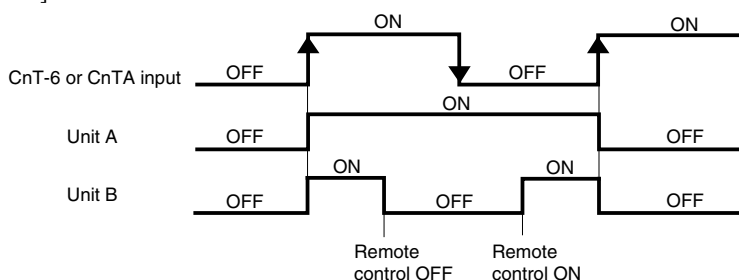 ]
ON
ON
CnT-6 or CnTA input
OFF
OFF
ON
Unit A
OFF
OFF
ON
ON
Unit B
OFF
OFF
OFF
Remote
control OFF
Remote
control ON